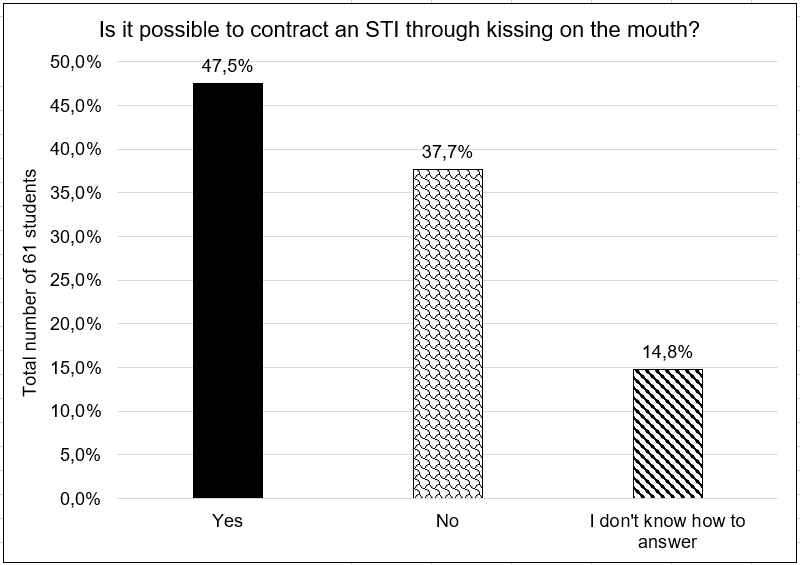 Is it possible to contract an STI through kissing on the mouth?
Total number of 61 students
50,0%
45,0%
40,0%
35,0%
30,0%
25,0%
20,0%
15,0%
10,0%
5,0%
0,0%
47,5%
37,7%
14,8%
Yes
No
I don't know how to
answer